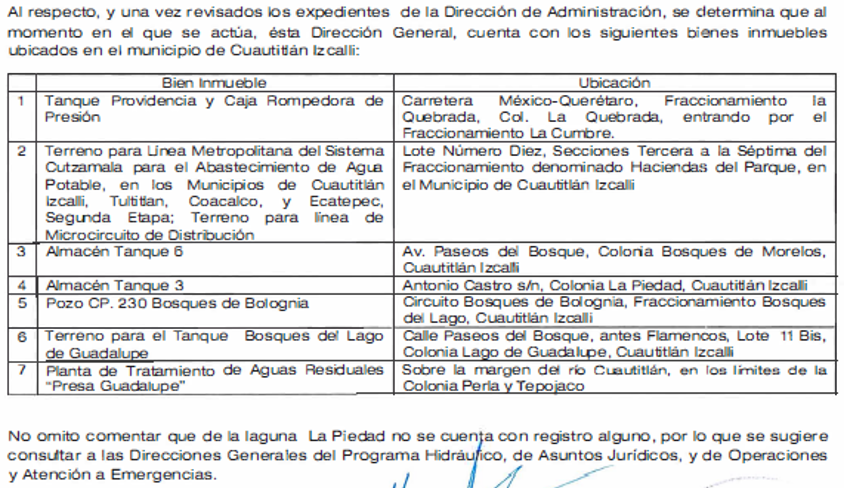 Al respecto, y una vez revisados los expedientes de la Dirección de Administración, se determina que al
momento en el que se actúa, ésta Dirección General, cuenta con los siguientes bienes inmuebles
ubicados en el municipio de Cuautitlán Izcalli:
Bien Inmueble Ubicación
1 Tanque Providencia y Caja Rompedora de Presión
Carretera México-Querétaro, Fraccionamiento la
Quebrada, Col. La Quebrada, entrando por el
Fraccionamiento La Cumbre.
2 Terreno para Línea Metropolitana del Sistema
Cutzamala para el Abastecimiento de Agua
Potable, en los Municipios de Cuautitlán
Izcalli, Tultitlan, Coacalco, y Ecatepec,
Segunda Etapa; Terreno para línea de
Microcircuito de Distribución
Lote Número Diez, Secciones Tercera a la Séptima del
Fraccionamiento denominado Haciendas del Parque, en
el Municipio de Cuautitlán Izcalli
3 Almacén Tanque 6
Av. Paseos del Bosque, Colonia Bosques de Morelos,
Cuautitlán Izcalli
4 Almacén Tanque 3
Antonio Castro s/n, Colonia La Piedad, Cuautitlán Izcalli
5 Pozo CP. 230 Bosques de Bolognia
Circuito Bosques de Bolognia, Fraccionamiento Bosques
del Lago, Cuautitlán Izcalli
6 Terreno para el Tanque Bosques del Lago
de Guadalupe
Calle Paseos del Bosque, antes Flamencos, Lote 11 Bis,
Colonia Lago de Guadalupe, Cuautitlán Izcalli
7 Planta de Tratamiento de Aguas Residuales
"Presa Guadalupe"
Sobre la margen del río Cuautitlán, en los límites de la
Colonia Perla y Tepojaco
No omito comentar que de la laguna La Piedad no se cuenta con registro alguno, por lo que se sugiere
consultar a las Direcciones Generales del Programa Hidráulico, de Asuntos Jurídicos, y de Operaciones
y Atención a Emergencias.